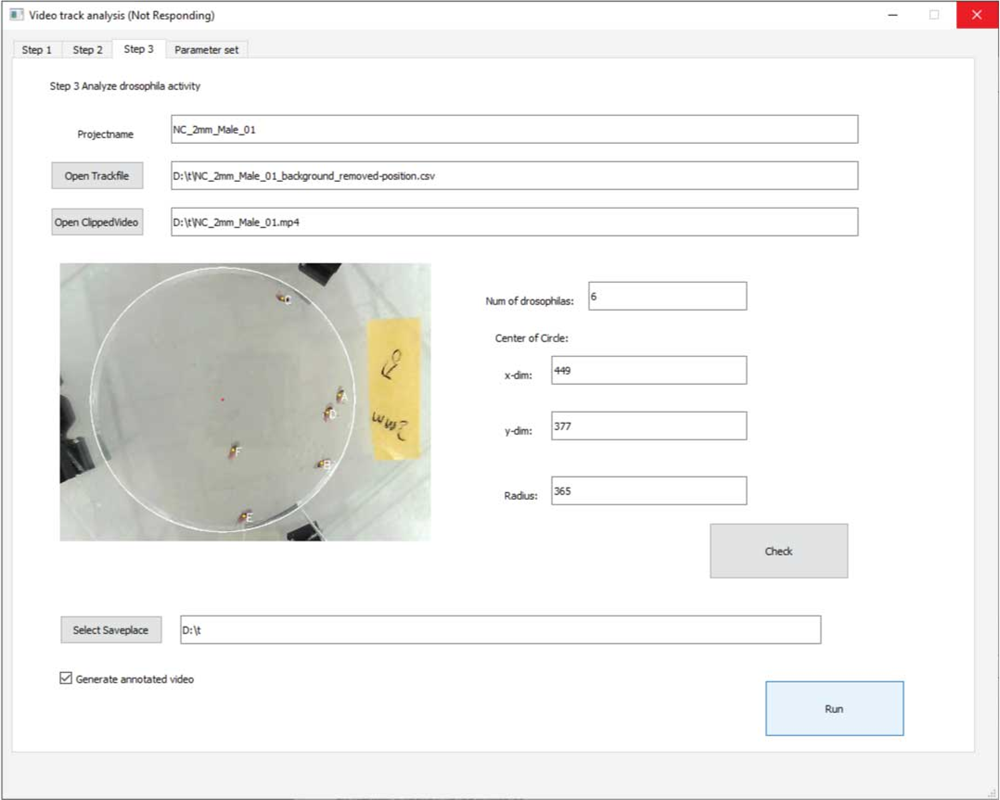 Video track analysis (Not Responding)
Step 1
Step 2
Step 3
Parameter set
Step 3 Analyze drosophila activity
Projectname
NC_2mm_Male_01
Open Trackfile
D:\t\NC_2mm_Male_01_background_removed-position.csv
Open ClippedVideo
D:\t\NC_2mm_Male_01.mp4
C
A
D
F
B
E
2mm
Num of drosophilas:
6
Center of Circle:
x-dim:
449
y-dim:
377
Radius:
365
Check
Select Saveplace
D:\t
Generate annotated video
Run